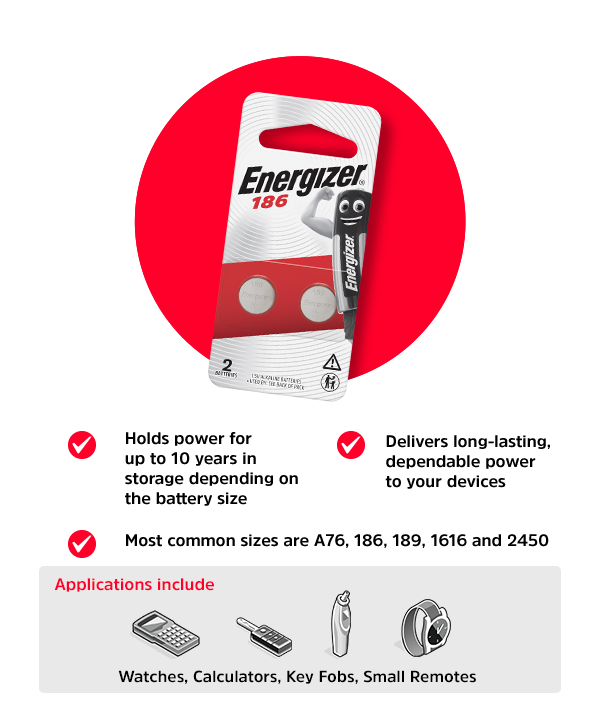 Energizer®
186
Energizer
2
BATTERIES
1.5V ALKALINE BATTERIES
• USED BY: SEE BACK OF PACK
Holds power for
up to 10 years in
storage depending on
the battery size
Delivers long-lasting,
dependable power
to your devices
Most common sizes are A76, 186, 189, 1616 and 2450
Applications include
Watches, Calculators, Key Fobs, Small Remotes